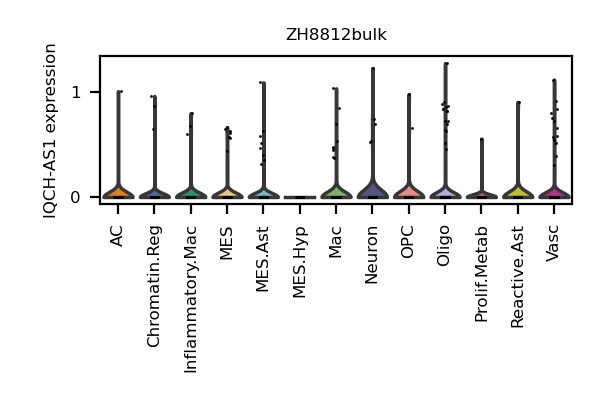 ZH8812bulk
IQCH-AS1 expression
1
0
AC
Chromatin.Reg
Inflammatory.Mac
MES
MES.Ast
MES.Hyp
Mac
Neuron
OPC
Oligo
Prolif.Metab
Reactive.Ast
Vasc